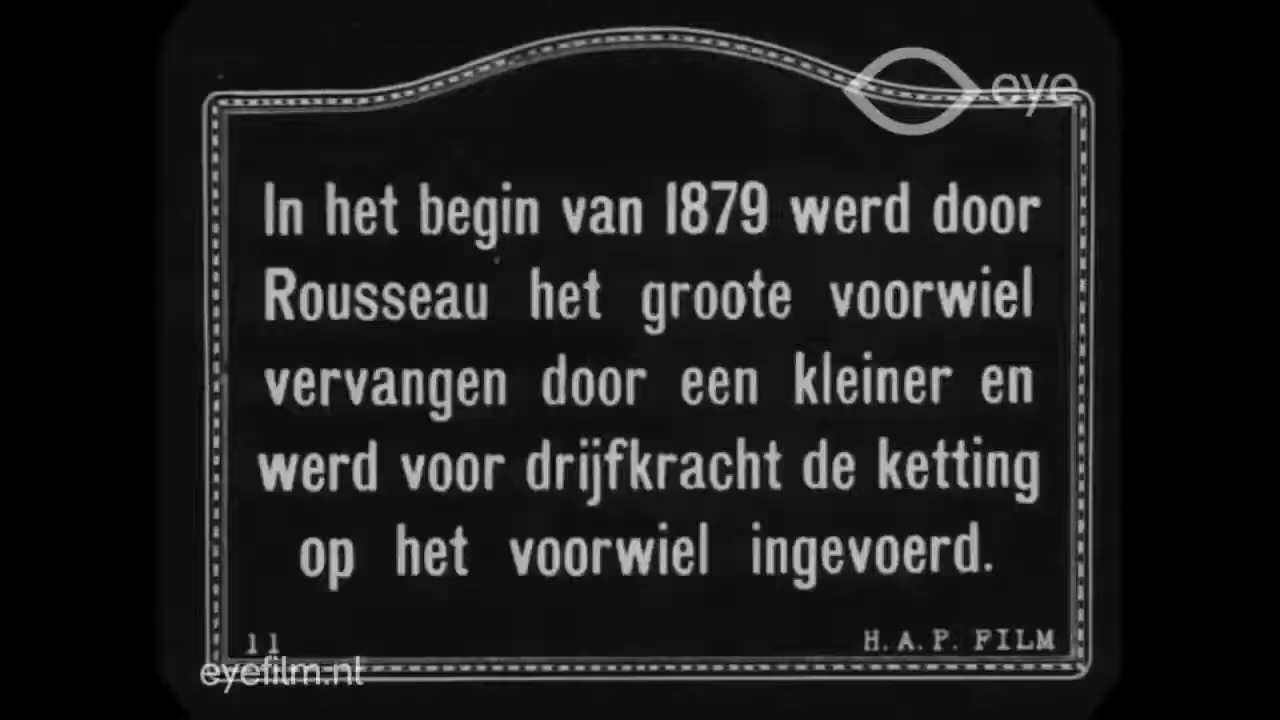 eye
In het begin van 1879 werd door
Rousseau het groote voorwiel
vervangen door een kleiner en
werd voor drijfkracht de ketting
op het voorwiel ingevoerd.
11
H. A. P. FILM
eyefilm.nl